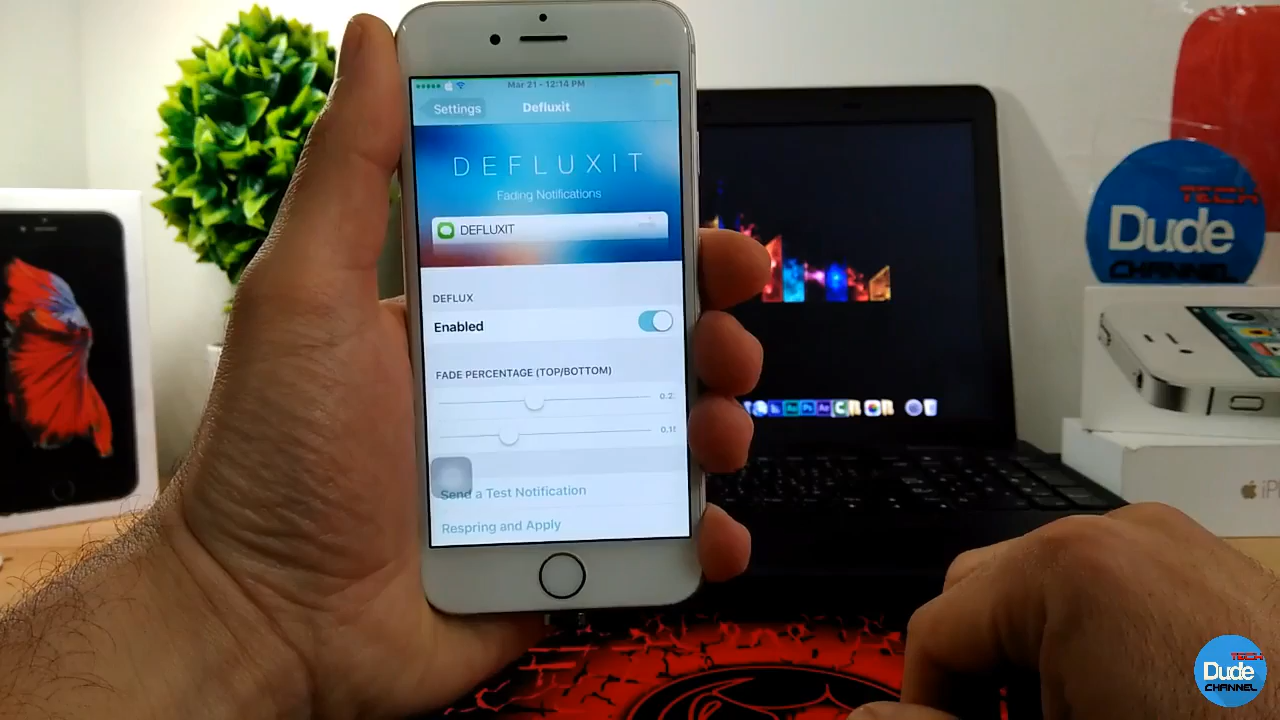 Mar 21 - 12:14 PM
Settings
Defluxit
DEFLUXIT
Fading Notifications
DEFLUXIT
DEFLUX
Enabled
FADE PERCENTAGE (TOP/BOTTOM)
Send a Test Notification
Respring and Apply
TECH
Dude
CHANNEL
TECH
Dude
CHANNEL